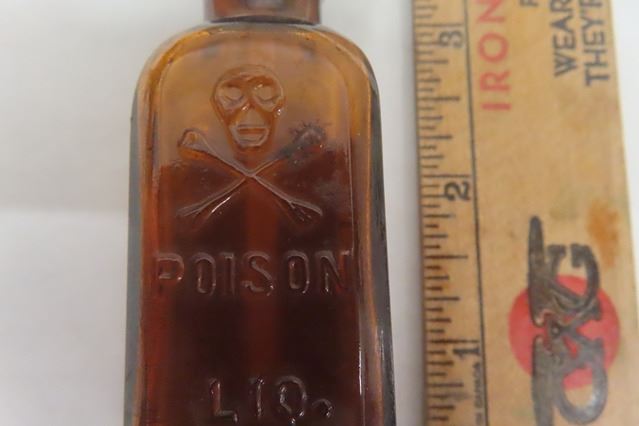 POISON
LIQ.
3
2
1
IRON
WEAR
THEY'R